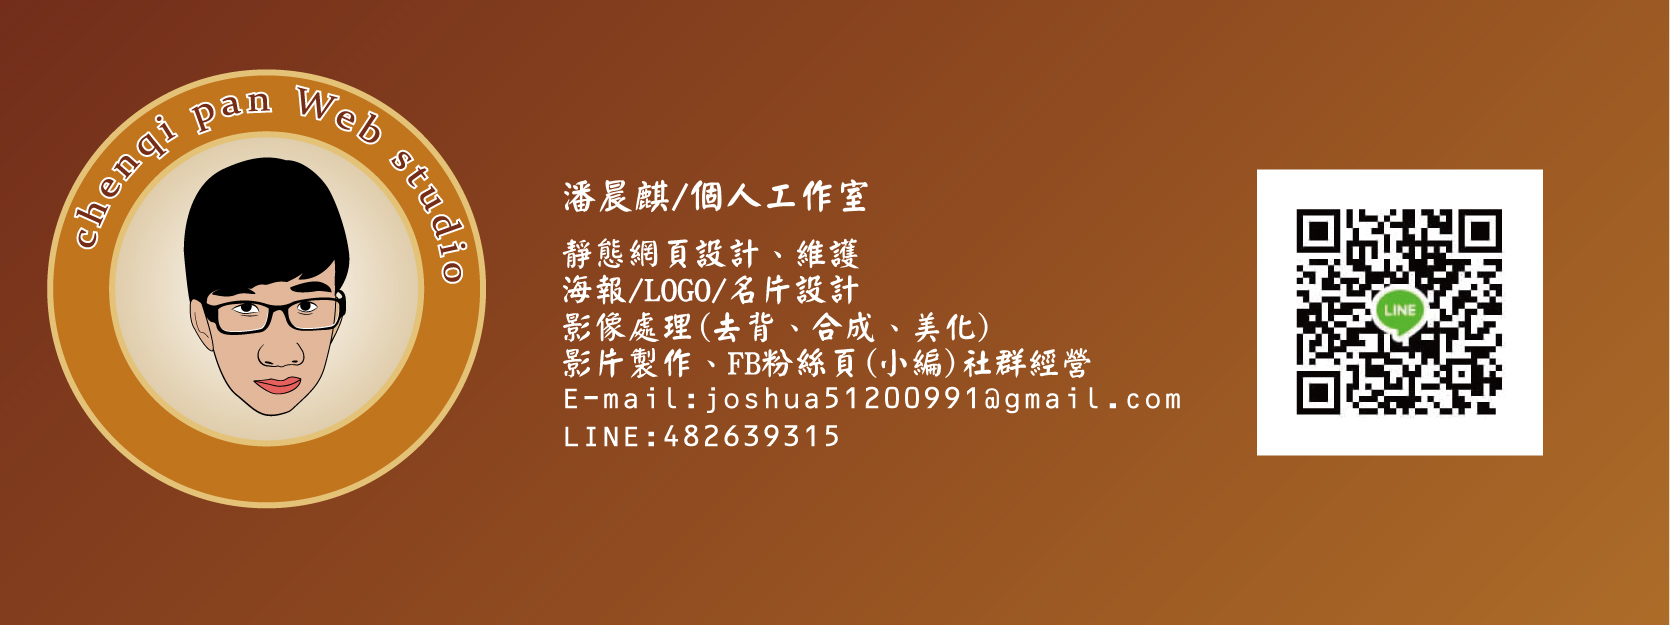 chenqi pan Web studio
潘晨麒/個人工作室
靜態網頁設計、維護
海報/LOGO/名片設計
影像處理(去背、合成、美化)
影片製作、FB粉絲頁(小編)社群經營
E-mail:joshua51200991@gmail.com
LINE:482639315
LINE